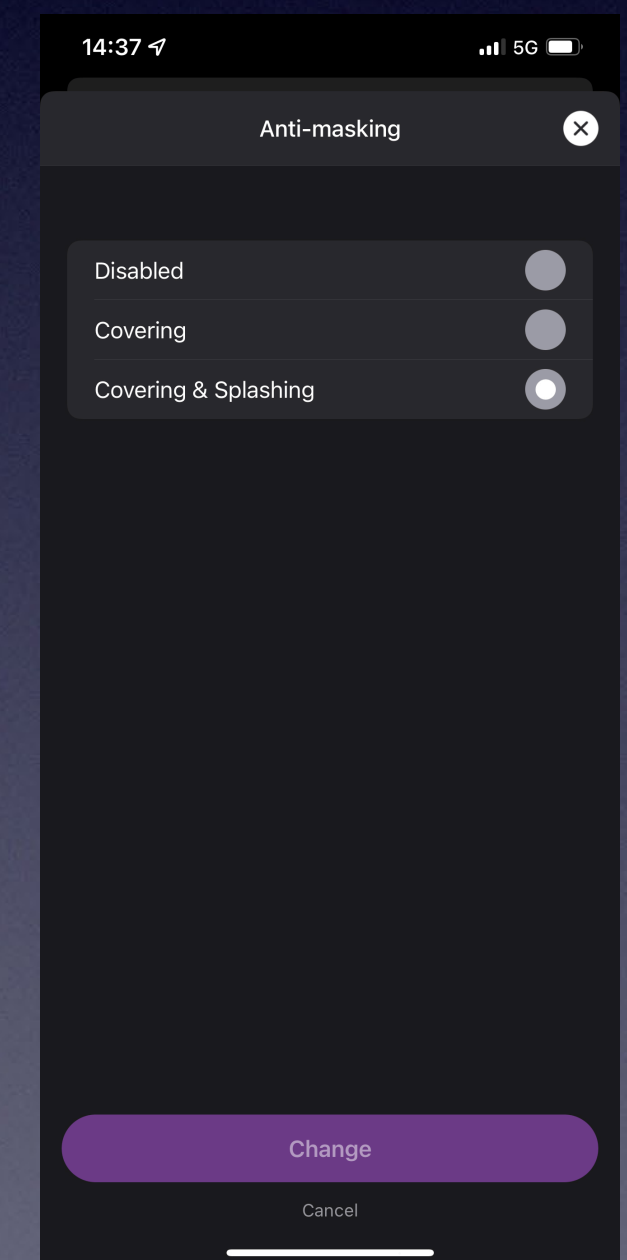 14:37
5G
Anti-masking
Disabled
Covering
Covering & Splashing
Change
Cancel